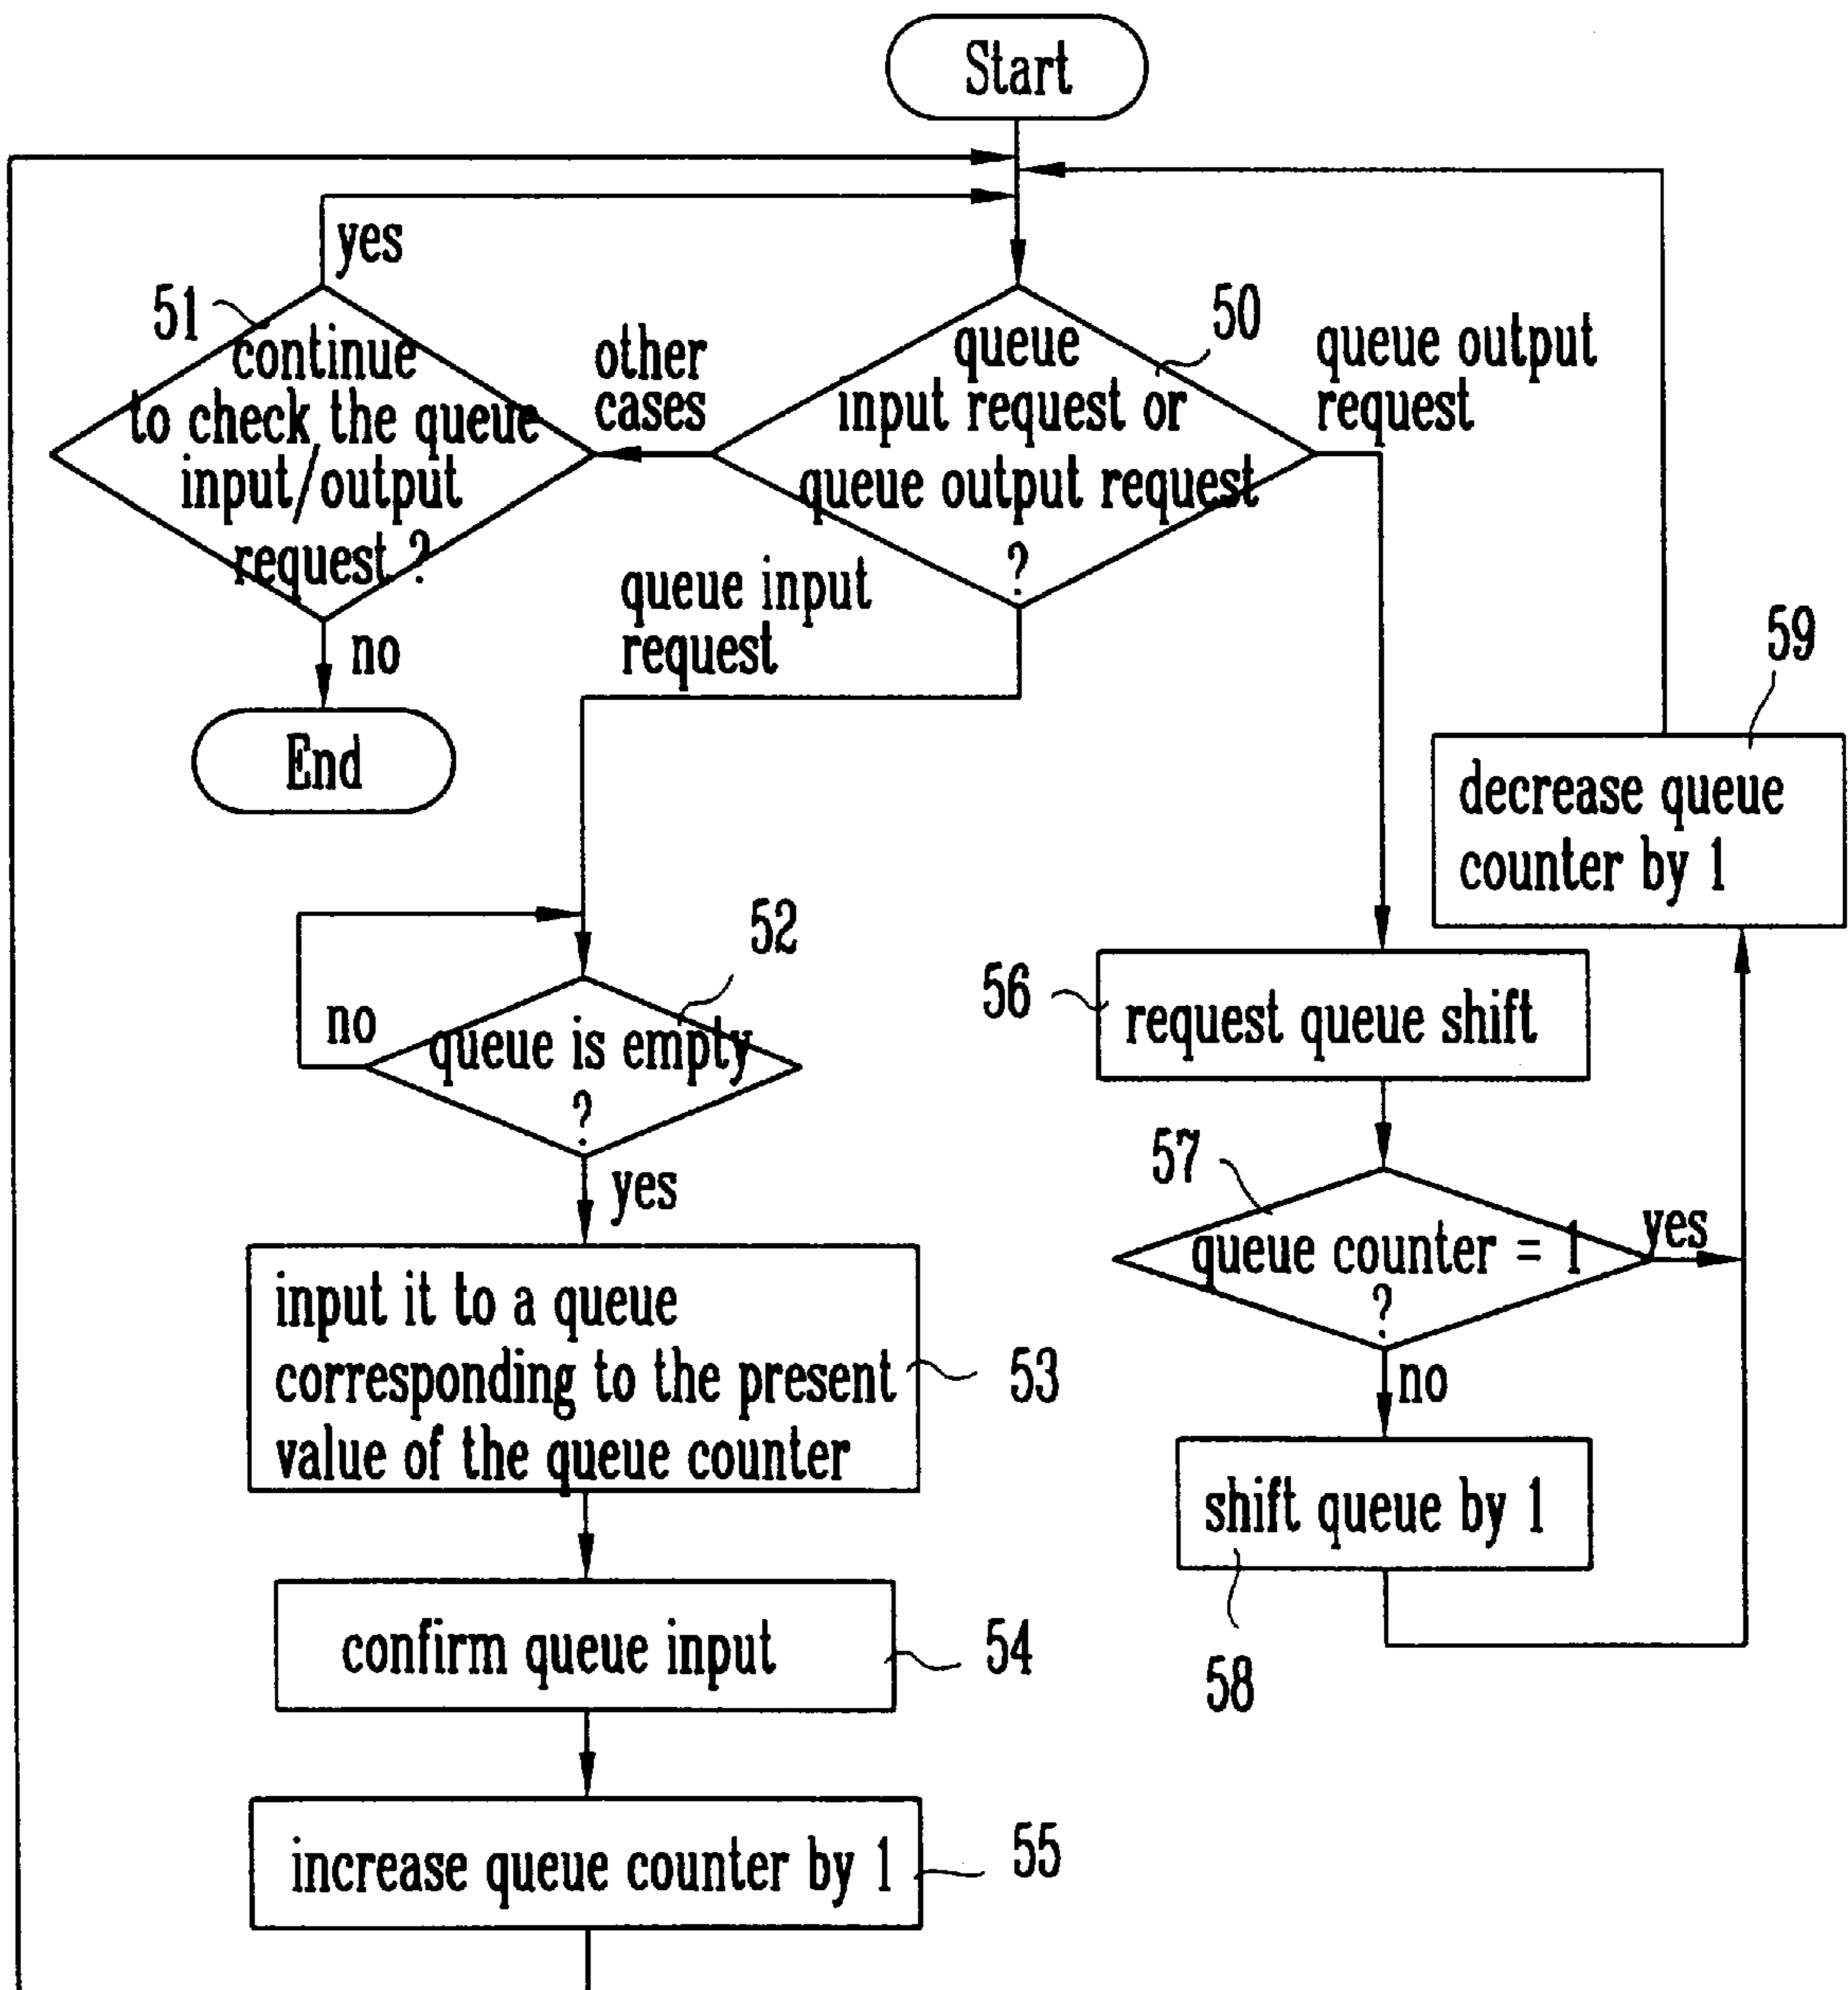 Start
yes
51
continue
to check the queue
input/output
request ?
other
cases
50
queue
input request or
queue output request
?
queue output
request
queue input
request
no
End
59
decrease queue
counter by 1
52
no
queue is empty
?
yes
56
request queue shift
57
queue counter = 1
?
yes
no
input it to a queue
corresponding to the present
value of the queue counter
53
shift queue by 1
58
confirm queue input
54
increase queue counter by 1
55